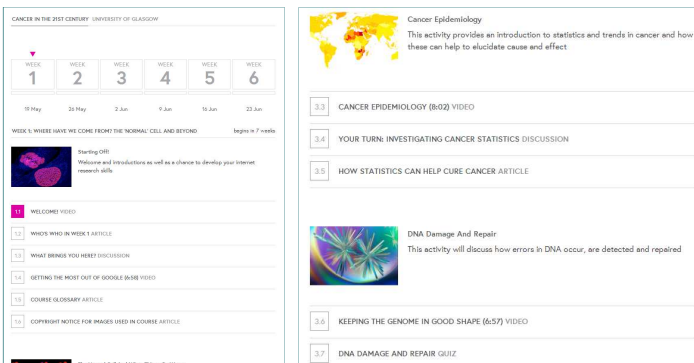 CANCER IN THE 21ST CENTURY UNIVERSITY OF GLASGOW
WEEK WEEK WEEK WEEK WEEK WEEK
1 2 3 4 5 6
19 May 26 May 2 Jun 9 Jun 16 Jun 23 Jun
WEEK 1: WHERE HAVE WE COME FROM? THE 'NORMAL' CELL AND BEYOND begins in 7 weeks
Starting Off!
Welcome and introductions as well as a chance to develop your internet
research skills
1.1 WELCOME! VIDEO
1.2 WHO'S WHO IN WEEK 1 ARTICLE
1.3 WHAT BRINGS YOU HERE? DISCUSSION
1.4 GETTING THE MOST OUT OF GOOGLE (6:58) VIDEO
1.5 COURSE GLOSSARY ARTICLE
1.6 COPYRIGHT NOTICE FOR IMAGES USED IN COURSE ARTICLE
Cancer Epidemiology
This activity provides an introduction to statistics and trends in cancer and how
these can help to elucidate cause and effect
3.3 CANCER EPIDEMIOLOGY (8:02) VIDEO
3.4 YOUR TURN: INVESTIGATING CANCER STATISTICS DISCUSSION
3.5 HOW STATISTICS CAN HELP CURE CANCER ARTICLE
DNA Damage And Repair
This activity will discuss how errors in DNA occur, are detected and repaired
3.6 KEEPING THE GENOME IN GOOD SHAPE (6:57) VIDEO
3.7 DNA DAMAGE AND REPAIR QUIZ